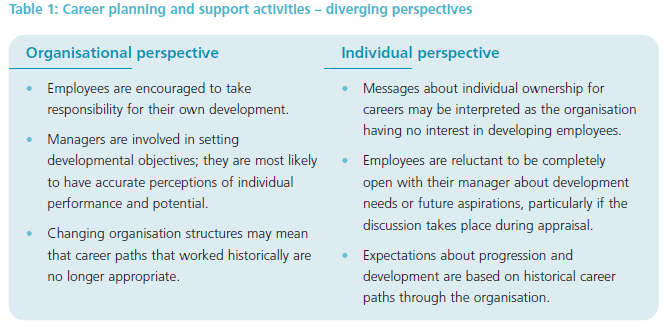 Table 1: Career planning and support activities – diverging perspectives
Organisational perspective
• Employees are encouraged to take
responsibility for their own development.
• Managers are involved in setting
developmental objectives; they are most likely
to have accurate perceptions of individual
performance and potential.
• Changing organisation structures may mean
that career paths that worked historically are
no longer appropriate.
Individual perspective
• Messages about individual ownership for
careers may be interpreted as the organisation
having no interest in developing employees.
• Employees are reluctant to be completely
open with their manager about development
needs or future aspirations, particularly if the
discussion takes place during appraisal.
• Expectations about progression and
development are based on historical career
paths through the organisation.